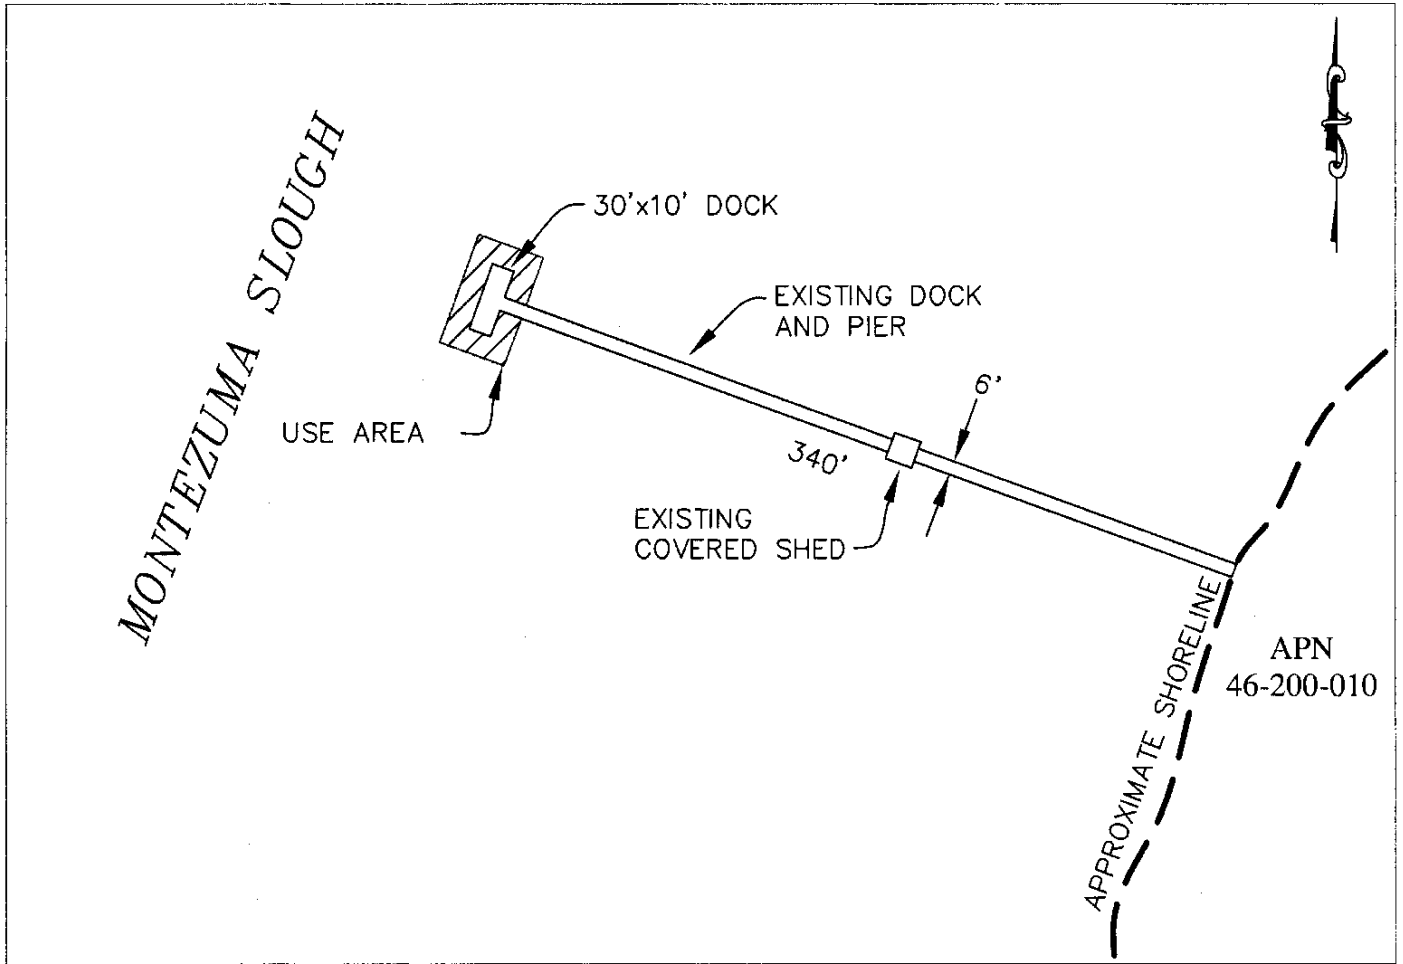 MONTEZUMA SLOUGH
30'x10' DOCK
EXISTING DOCK
AND PIER
6'
USE AREA
340'
EXISTING
COVERED SHED
APPROXIMATE SHORELINE
APN
46-200-010